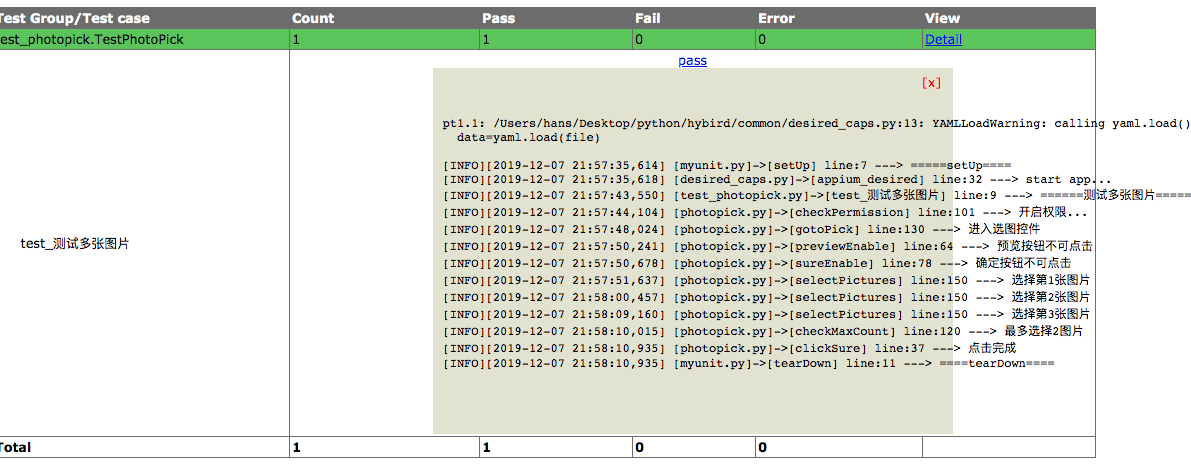 Test Group/Test case Count Pass Fail Error View
est_photopick.TestPhotoPick 1 1 0 0 Detail
pass
[x]
pt1.1: /Users/hans/Desktop/python/hybird/common/desired_caps.py:13: YAMLLoadWarning: calling yaml.load()
data=yaml.load(file)
[INFO][2019-12-07 21:57:35,614] [myunit.py]->[setUp] line:7 ---> =====setUp====
[INFO][2019-12-07 21:57:35,618] [desired_caps.py]->[appium_desired] line:32 ---> start app...
[INFO][2019-12-07 21:57:43,550] [test_photopick.py]->[test_测试多张图片] line:9 ---> ======测试多张图片=====
[INFO][2019-12-07 21:57:44,104] [photopick.py]->[checkPermission] line:101 ---> 开启权限...
[INFO][2019-12-07 21:57:48,024] [photopick.py]->[gotoPick] line:130 ---> 进入选图控件
test_测试多张图片
[INFO][2019-12-07 21:57:50,241] [photopick.py]->[previewEnable] line:64 ---> 预览按钮不可点击
[INFO][2019-12-07 21:57:50,678] [photopick.py]->[sureEnable] line:78 ---> 确定按钮不可点击
[INFO][2019-12-07 21:57:51,637] [photopick.py]->[selectPictures] line:150 ---> 选择第1张图片
[INFO][2019-12-07 21:58:00,457] [photopick.py]->[selectPictures] line:150 ---> 选择第2张图片
[INFO][2019-12-07 21:58:09,160] [photopick.py]->[selectPictures] line:150 ---> 选择第3张图片
[INFO][2019-12-07 21:58:10,015] [photopick.py]->[checkMaxCount] line:120 ---> 最多选择2图片
[INFO][2019-12-07 21:58:10,935] [photopick.py]->[clickSure] line:37 ---> 点击完成
[INFO][2019-12-07 21:58:10,935] [myunit.py]->[tearDown] line:11 ---> ====tearDown====
Total 1 1 0 0